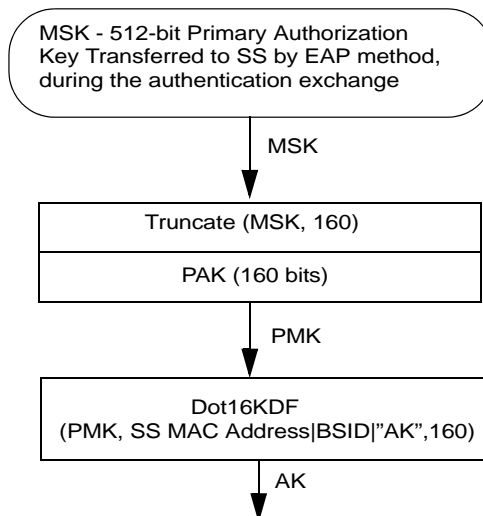 MSK - 512-bit Primary Authorization
Key Transferred to SS by EAP method,
during the authentication exchange
MSK
Truncate (MSK, 160)
PAK (160 bits)
PMK
Dot16KDF
(PMK, SS MAC Address|BSID|”AK”,160)
AK